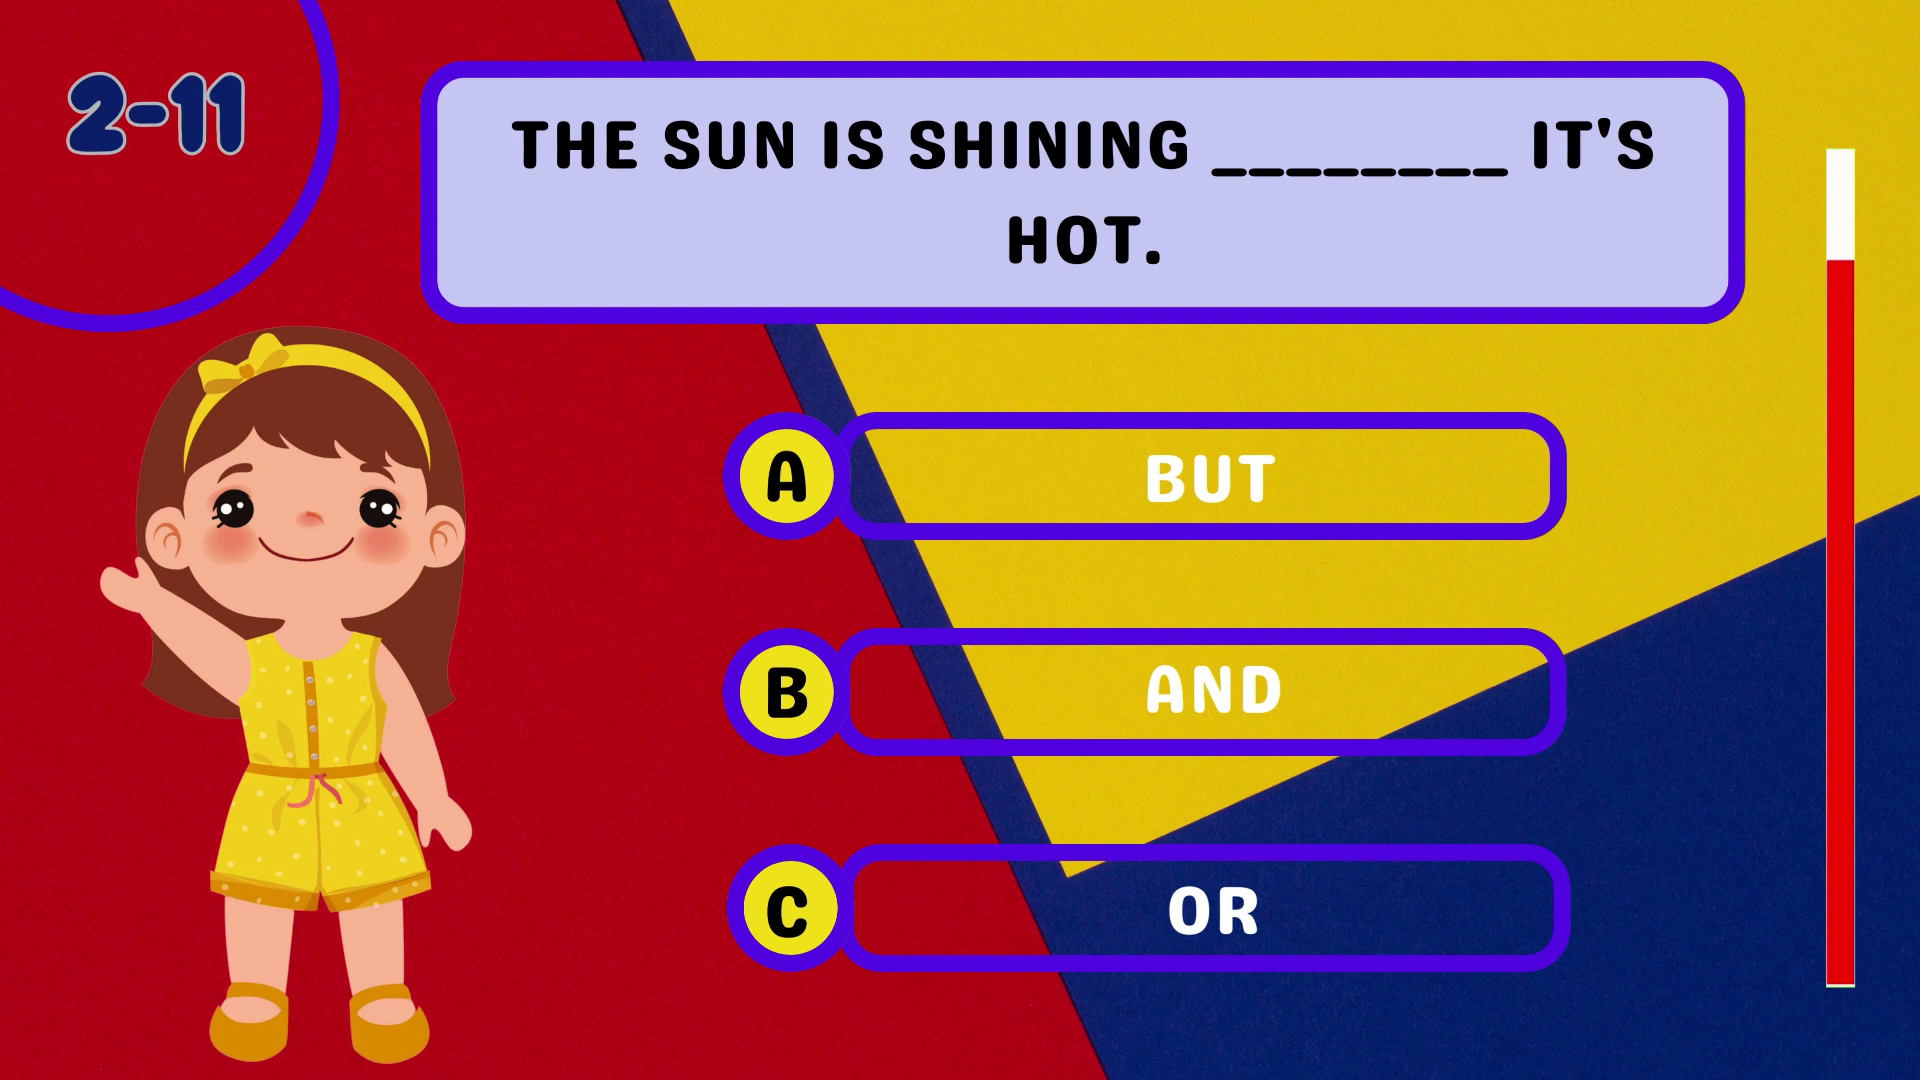 2-11
THE SUN IS SHINING ________ IT'S
HOT.
A BUT
B AND
C OR